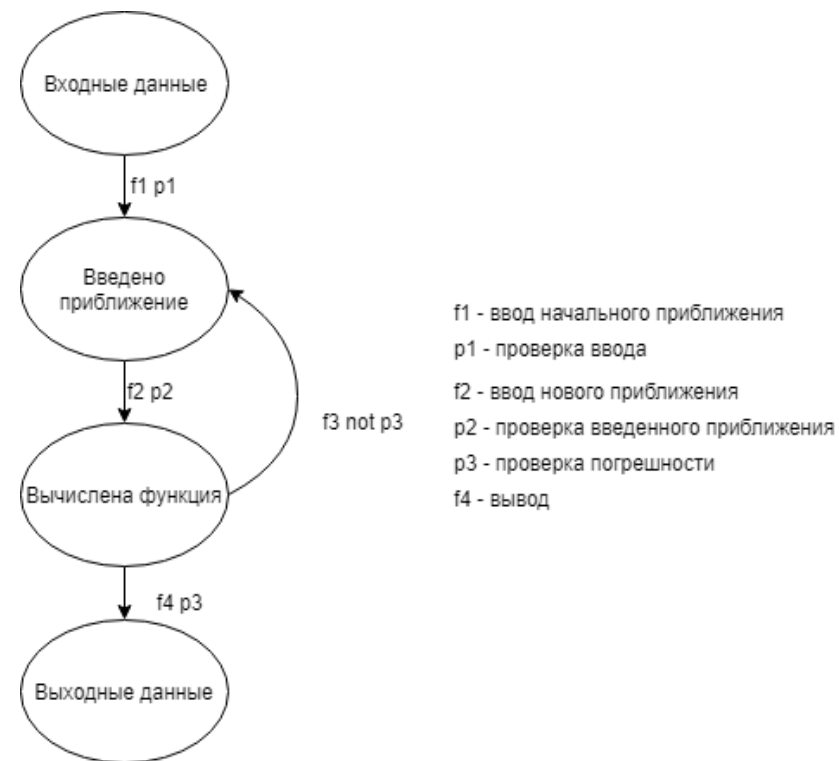 Входные данные
f1 p1
Введено
приближение
f2 p2
f3 not p3
Вычислена функция
f4 p3
Выходные данные
f1 - ввод начального приближения
p1 - проверка ввода
f2 - ввод нового приближения
p2 - проверка введенного приближения
p3 - проверка погрешности
f4 - вывод